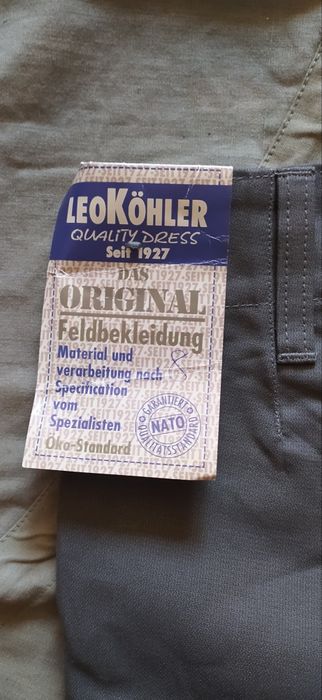 LEOKÖHLER
QUALITY DRESS
Seit 1927
DAS
ORIGINAL
Feldbekleidung
Material und
verarbeitung nach
Specification
vom
Spezialisten
Öko-Standard
8
GARANTIERT
NATO
QUALITÄTSSTANDARD